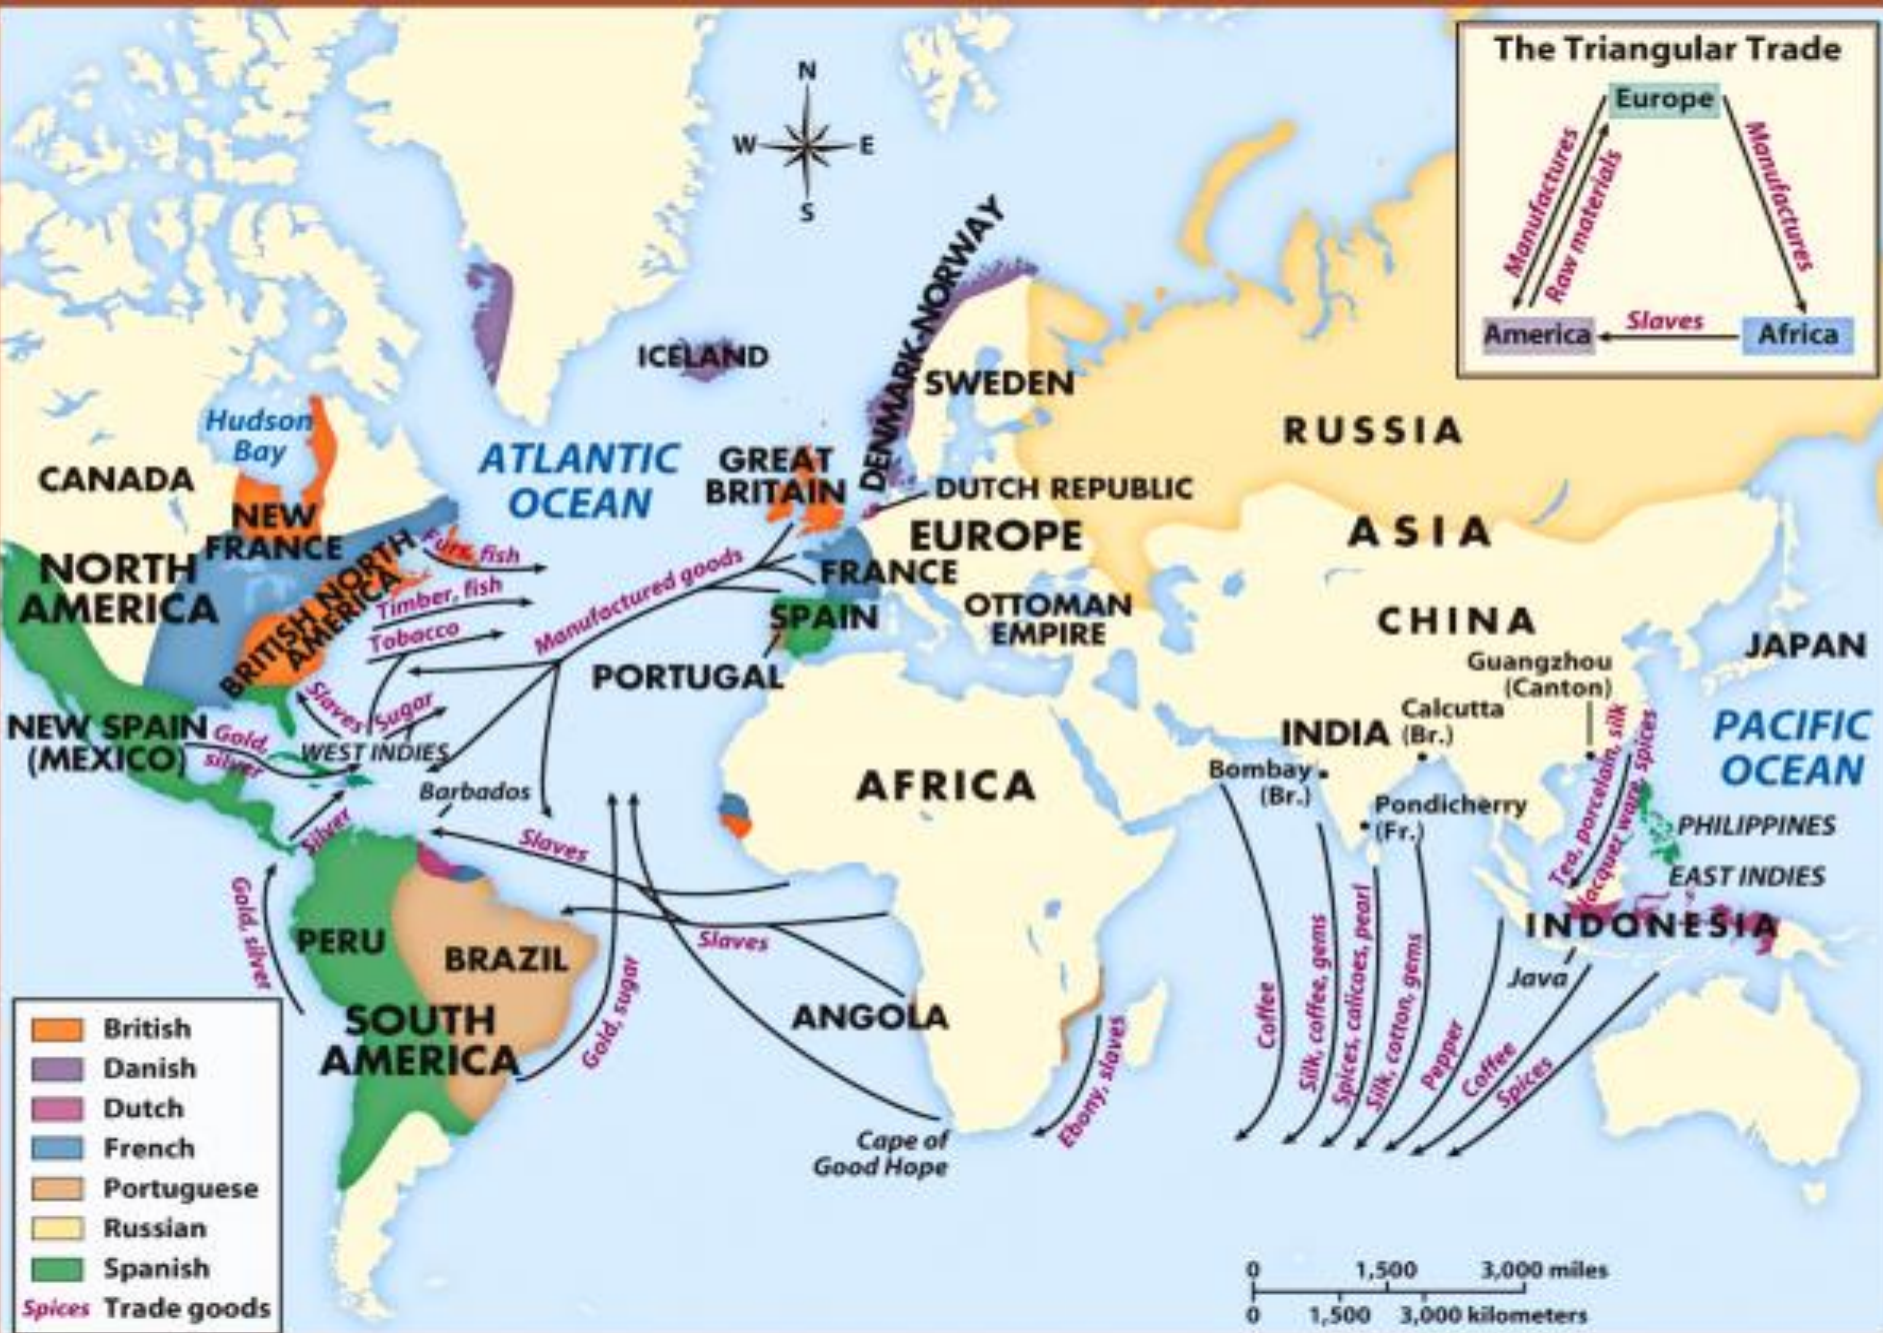 The Triangular Trade
Europe
Manufactures
Raw materials
Manufactures
America
Slaves
Africa
N
W
E
S
ICELAND
DENMARK-NORWAY
SWEDEN
RUSSIA
Hudson
Bay
CANADA
ATLANTIC
OCEAN
GREAT
BRITAIN
DUTCH REPUBLIC
NEW
FRANCE
EUROPE
ASIA
NORTH
AMERICA
BRITISH NORTH
AMERICA
Furs, fish
Timber, fish
Tobacco
Manufactured goods
FRANCE
SPAIN
OTTOMAN
EMPIRE
PORTUGAL
CHINA
JAPAN
Guangzhou
(Canton)
Calcutta
(Br.)
INDIA
Bombay
(Br.)
Pondicherry
(Fr.)
PACIFIC
OCEAN
Tea, porcelain, silk
lacquer ware, spices
PHILIPPINES
EAST INDIES
INDONESIA
Java
NEW SPAIN
(MEXICO)
Gold,
silver
Slaves
Sugar
WEST INDIES
Barbados
Silver
AFRICA
Slaves
Slaves
Gold, silver
PERU
BRAZIL
SOUTH
AMERICA
Gold, sugar
ANGOLA
Cape of
Good Hope
Ebony, slaves
Coffee
Silk, coffee, gems
Spices, calicoes, pearl
Silk, cotton, gems
Pepper
Coffee
Spices
British
Danish
Dutch
French
Portuguese
Russian
Spanish
Spices Trade goods
0 1,500 3,000 miles
0 1,500 3,000 kilometers